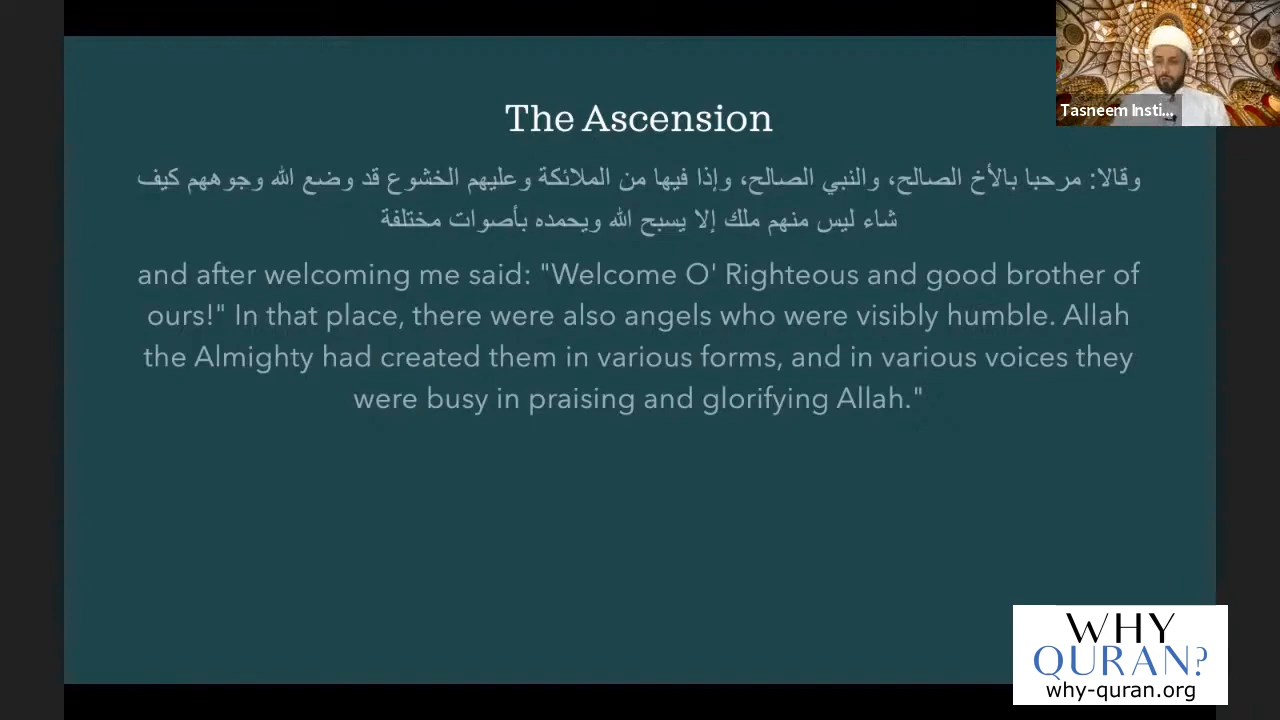 The Ascension
وقالا: مرحبا بالأخ الصالح، والنبي الصالح، وإذا فيها من الملائكة وعليهم الخشوع قد وضع الله وجوههم كيف
شاء ليس منهم ملك إلا يسبح الله ويحمده بأصوات مختلفة
and after welcoming me said: "Welcome O' Righteous and good brother of
ours!" In that place, there were also angels who were visibly humble. Allah
the Almighty had created them in various forms, and in various voices they
were busy in praising and glorifying Allah."
Tasneem Insti...
WHY
QURAN?
why-quran.org